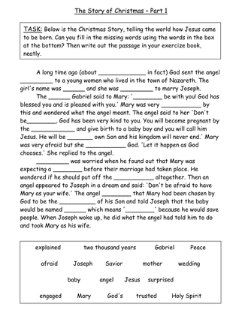 The Story of Christmas - Part 1
TASK: Below is the Christmas Story, telling the world how Jesus came
to be born. Can you fill in the missing words using the words in the box
at the bottom? Then write out the passage in your exercise book,
neatly.
A long time ago (about ____________ in fact) God sent the angel
________ to a young women who lived in the town of Nazareth. The
girl's name was ______ and she was ________ to marry Joseph.
The ______ Gabriel said to Mary: '________ be with you! God has
blessed you and is pleased with you.' Mary was very __________, by
this and wondered what the angel meant. The angel said to her 'Don't
be________, God has been very kind to you. You will become pregnant by
the __________ and give birth to a baby boy and you will call him
Jesus. He will be ______ own Son and his kingdom will never end.' Mary
was very afraid but she __________ God. 'Let it happen as God
chooses.' She replied to the angel.
________ was worried when he found out that Mary was
expecting a ________ before their marriage had taken place. He
wondered if he should put off the __________ altogether. Then an
angel appeared to Joseph in a dream and said: 'Do not be afraid to have
Mary as your wife.' The angel ________ that Mary had been chosen by
God to be the ________ of his Son and told Joseph that the baby
would be named ________, which means '________' because he would save
people. When Joseph woke up, he did what the angel had told him to do
and took Mary as his wife.
explained two thousand years Gabriel Peace
afraid Joseph Savior mother wedding
baby angel Jesus surprised
engaged Mary God's trusted Holy Spirit